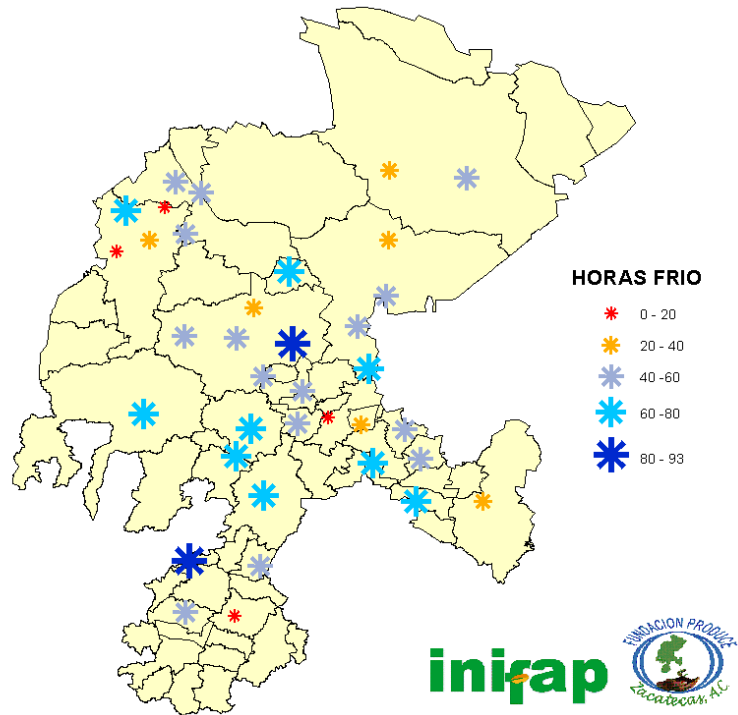 HORAS FRIO
0 - 20
20 - 40
40 -60
60 -80
80 - 93
inifap
FUNDACION PRODUCE
Zacatecas, A.C.